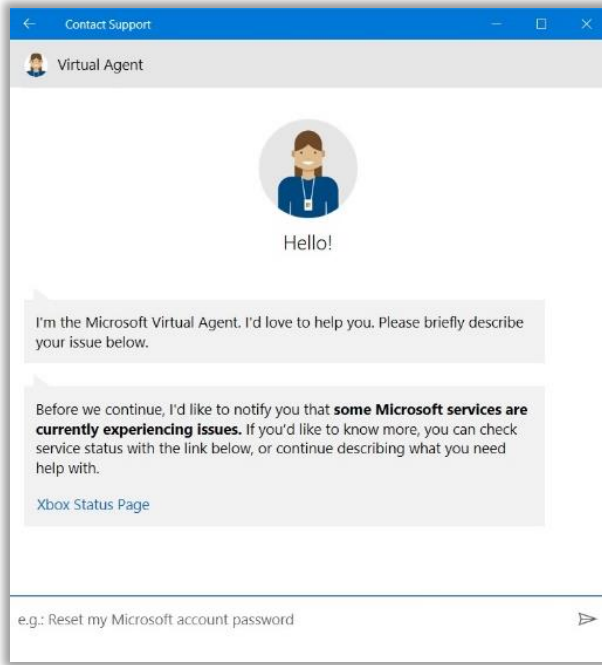 Contact Support
Virtual Agent
Hello!
I'm the Microsoft Virtual Agent. I'd love to help you. Please briefly describe
your issue below.
Before we continue, I'd like to notify you that some Microsoft services are
currently experiencing issues. If you'd like to know more, you can check
service status with the link below, or continue describing what you need
help with.
Xbox Status Page
e.g.: Reset my Microsoft account password